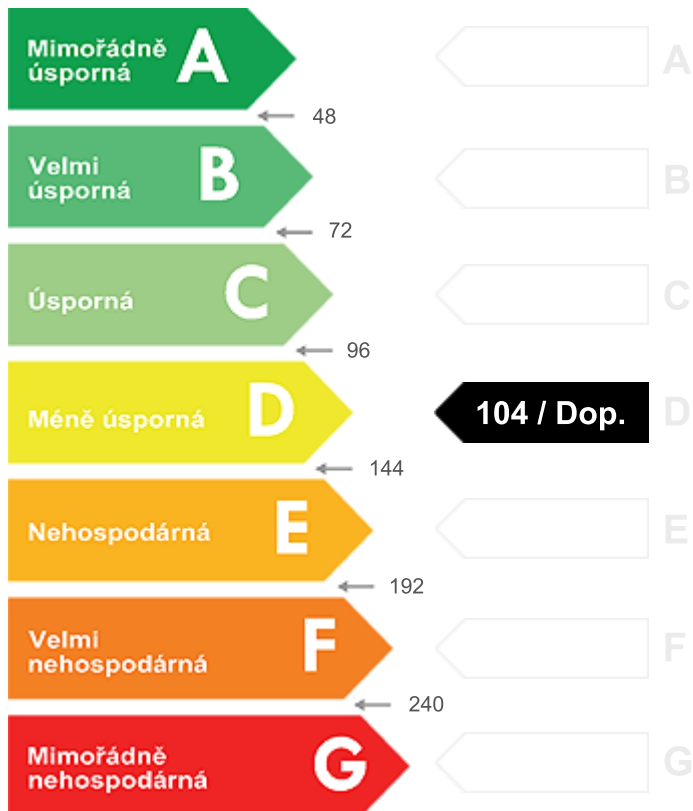 Mimořádně
úsporná
A
A
48
Velmi
úsporná
B
B
72
Úsporná
C
C
96
Méně úsporná
D
104 / Dop.
D
144
Nehospodárná
E
E
192
Velmi
nehospodárná
F
F
240
Mimořádně
nehospodárná
G
G